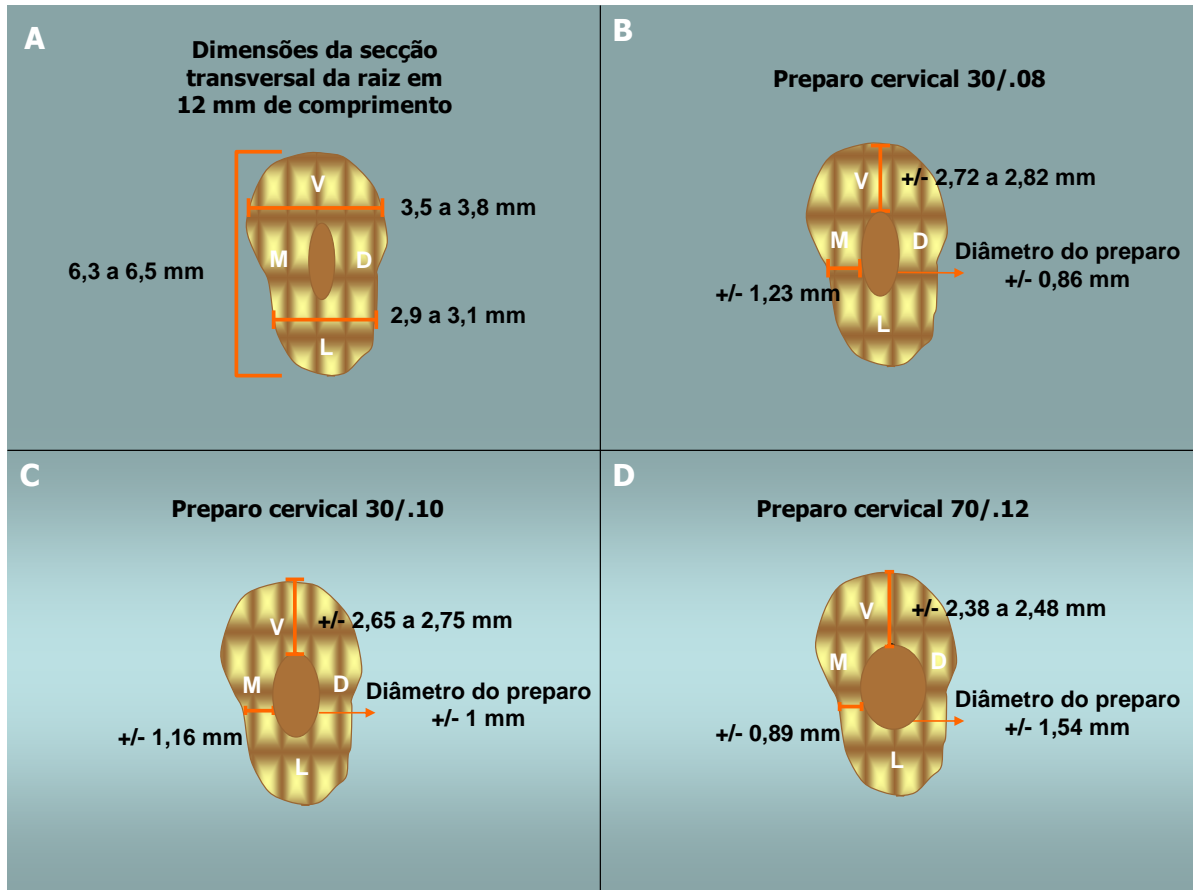 A
Dimensões da secção
transversal da raiz em
12 mm de comprimento
V
3,5 a 3,8 mm
M
D
6,3 a 6,5 mm
2,9 a 3,1 mm
L
B
Preparo cervical 30/.08
V
+/- 2,72 a 2,82 mm
M
D
Diâmetro do preparo
+/- 0,86 mm
+/- 1,23 mm
L
C
Preparo cervical 30/.10
V
+/- 2,65 a 2,75 mm
M
D
Diâmetro do preparo
+/- 1 mm
+/- 1,16 mm
L
D
Preparo cervical 70/.12
V
+/- 2,38 a 2,48 mm
M
D
Diâmetro do preparo
+/- 1,54 mm
+/- 0,89 mm
L